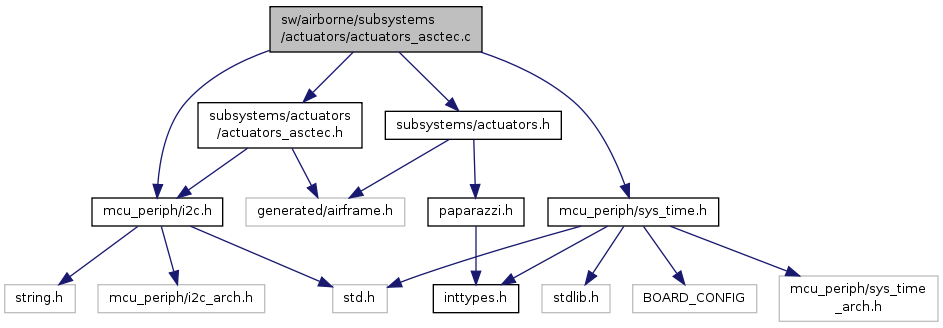 sw/airborne/subsystems
/actuators/actuators_asctec.c
subsystems/actuators
/actuators_asctec.h
subsystems/actuators.h
mcu_periph/i2c.h
generated/airframe.h
paparazzi.h
mcu_periph/sys_time.h
string.h
mcu_periph/i2c_arch.h
std.h
inttypes.h
stdlib.h
BOARD_CONFIG
mcu_periph/sys_time
_arch.h